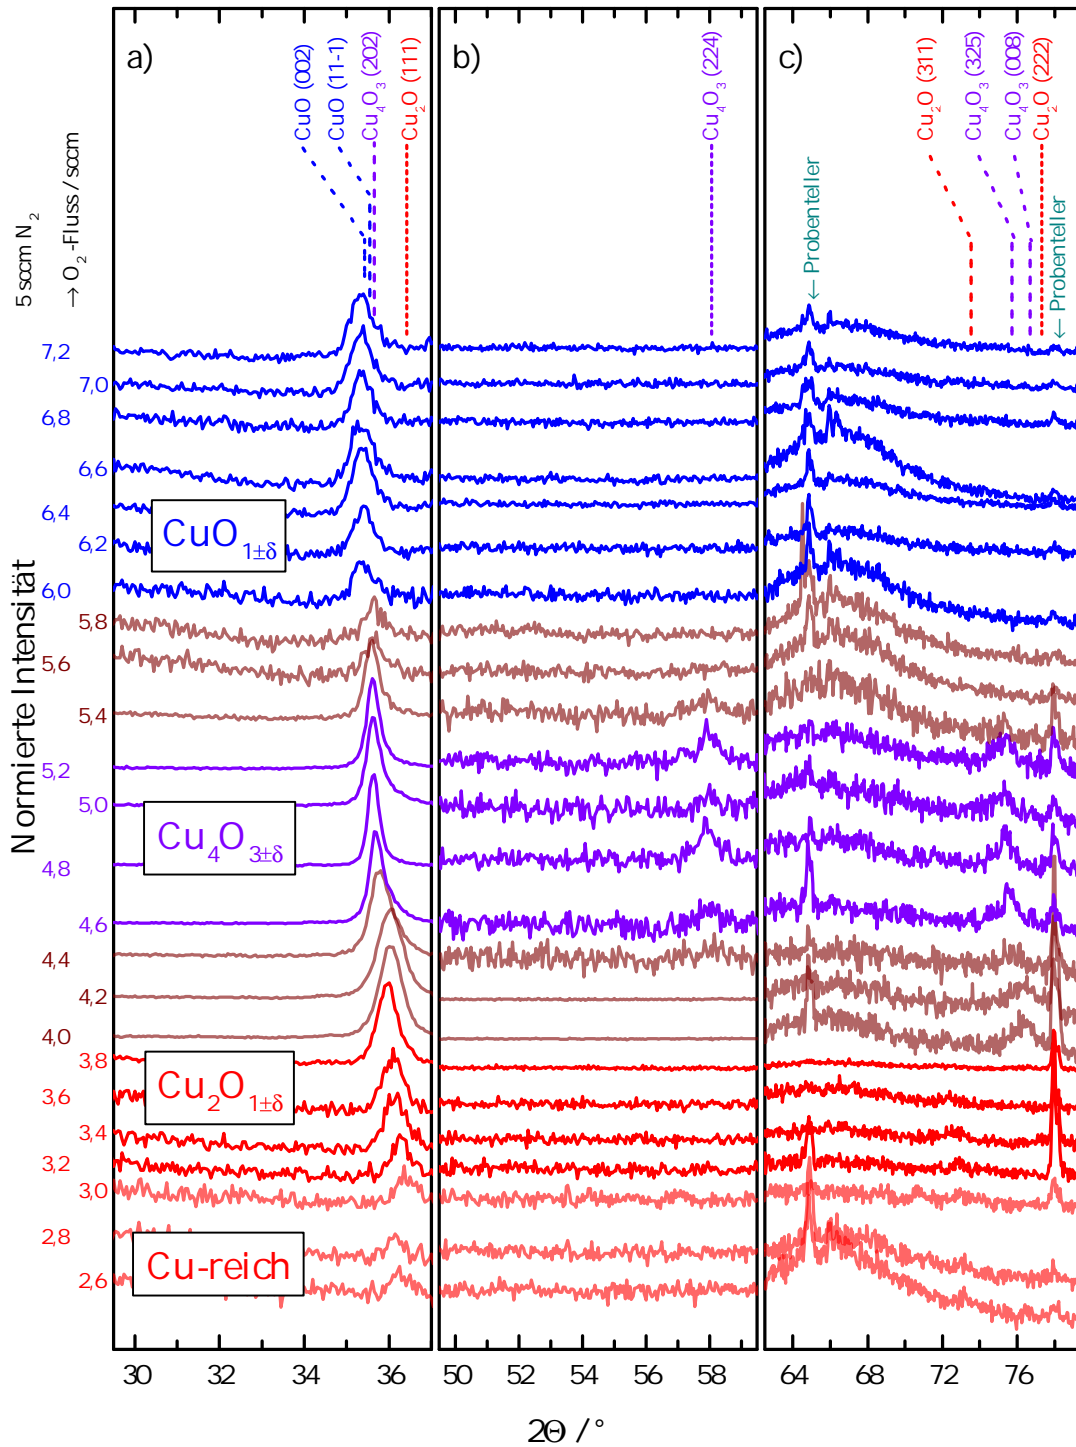 a)
CuO (002)
CuO (11-1)
Cu4O3 (202)
Cu2O (111)
b)
Cu4O3 (224)
c)
Cu2O (311)
Cu4O3 (325)
Cu4O3 (008)
Cu2O (222)
← Probenteller
← Probenteller
5 sccm N2
→ O2-Fluss / sccm
7,2
7,0
6,8
6,6
6,4
6,2
6,0
5,8
5,6
5,4
5,2
5,0
4,8
4,6
4,4
4,2
4,0
3,8
3,6
3,4
3,2
3,0
2,8
2,6
CuO1±δ
Cu4O3±δ
Cu2O1±δ
Cu-reich
Normierte Intensität
30 32 34 36
50 52 54 56 58
64 68 72 76
2Θ / °